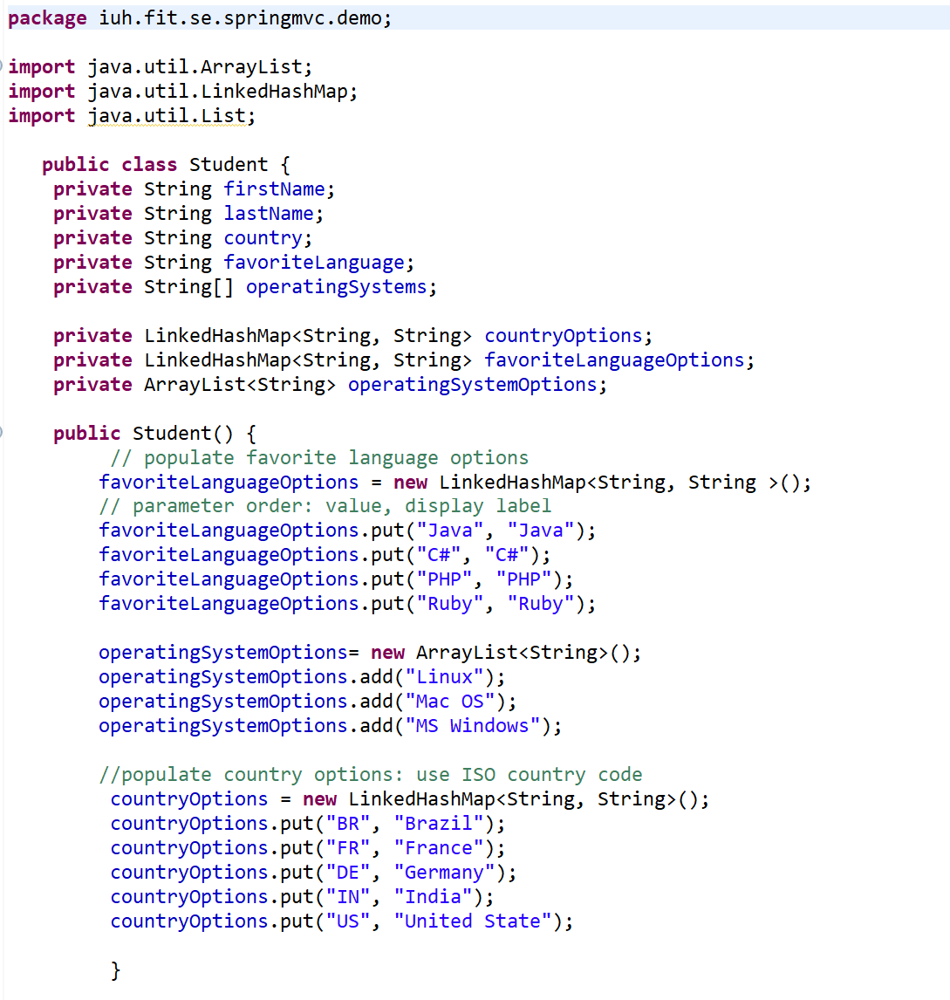 package iuh.fit.se.springmvc.demo;
import java.util.ArrayList;
import java.util.LinkedHashMap;
import java.util.List;
public class Student {
private String firstName;
private String lastName;
private String country;
private String favoriteLanguage;
private String[] operatingSystems;
private LinkedHashMap<String, String> countryOptions;
private LinkedHashMap<String, String> favoriteLanguageOptions;
private ArrayList<String> operatingSystemOptions;
public Student() {
// populate favorite language options
favoriteLanguageOptions = new LinkedHashMap<String, String >();
// parameter order: value, display label
favoriteLanguageOptions.put("Java", "Java");
favoriteLanguageOptions.put("C#", "C#");
favoriteLanguageOptions.put("PHP", "PHP");
favoriteLanguageOptions.put("Ruby", "Ruby");
operatingSystemOptions= new ArrayList<String>();
operatingSystemOptions.add("Linux");
operatingSystemOptions.add("Mac OS");
operatingSystemOptions.add("MS Windows");
//populate country options: use ISO country code
countryOptions = new LinkedHashMap<String, String>();
countryOptions.put("BR", "Brazil");
countryOptions.put("FR", "France");
countryOptions.put("DE", "Germany");
countryOptions.put("IN", "India");
countryOptions.put("US", "United State");
}